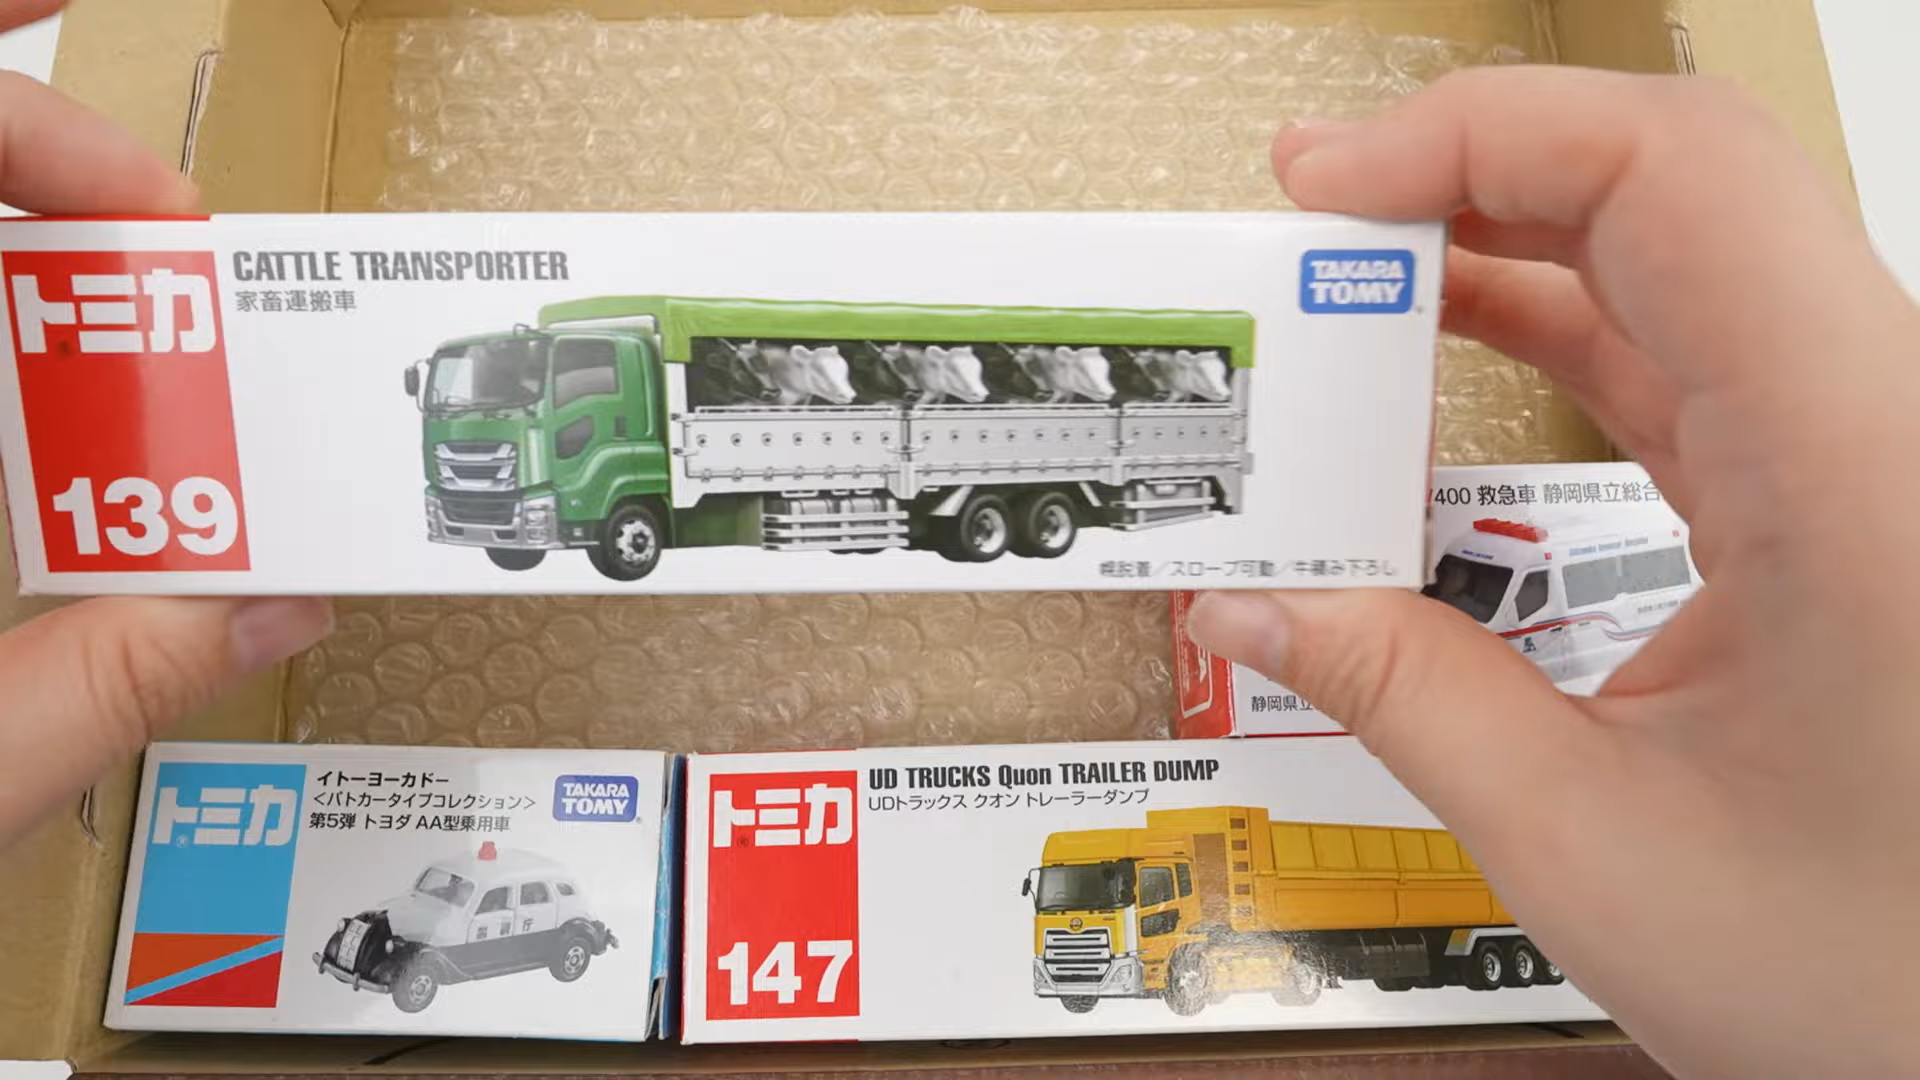 トミカ
139
CATTLE TRANSPORTER
家畜運搬車
TAKARA
TOMY
幌脱着／スロープ可動／牛積み下ろし
/400 救急車 静岡県立総合
静岡県立
トミカ
イトーヨーカドー
＜パトカータイプコレクション＞
第5弾 トヨダ AA型乗用車
TAKARA
TOMY
警視庁
トミカ
147
UD TRUCKS Quon TRAILER DUMP
UDトラックス クオン トレーラーダンプ